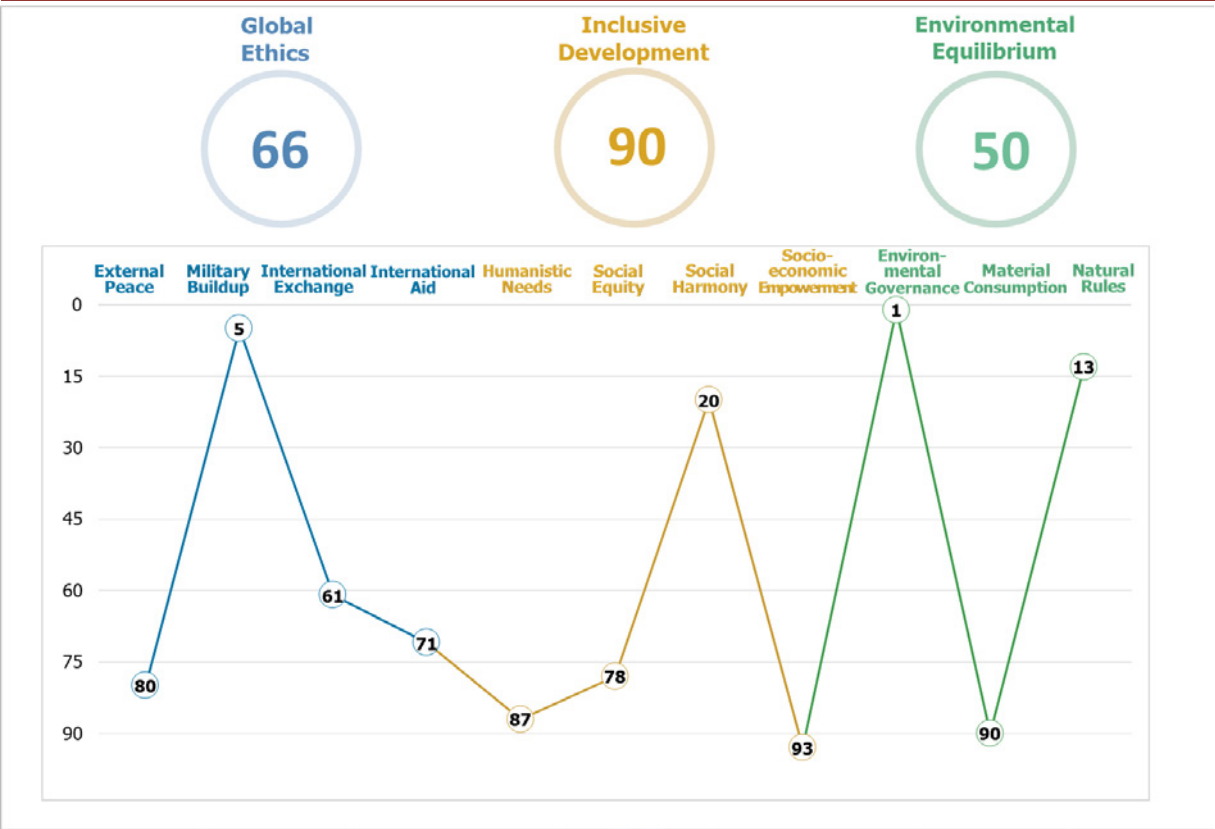 Global
Ethics
Inclusive
Development
Environmental
Equilibrium
66
90
50
External
Peace
Military
Buildup
International
Exchange
International
Aid
Humanistic
Needs
Social
Equity
Social
Harmony
Socio-
economic
Empowerment
Environ-
mental
Governance
Material
Consumption
Natural
Rules
0
15
30
45
60
75
90
80
5
61
71
87
78
20
93
1
90
13